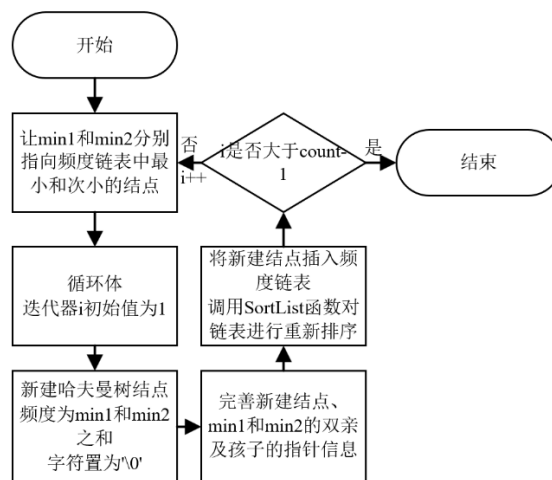 开始
让min1和min2分别
指向频度链表中最
小和次小的结点
循环体
迭代器i初始值为1
新建哈夫曼树结点
频度为min1和min2
之和
字符置为'\0'
完善新建结点、
min1和min2的双亲
及孩子的指针信息
将新建结点插入频
度链表
调用SortList函数对
链表进行重新排序
i是否大于count-
1
否
i++
是
结束